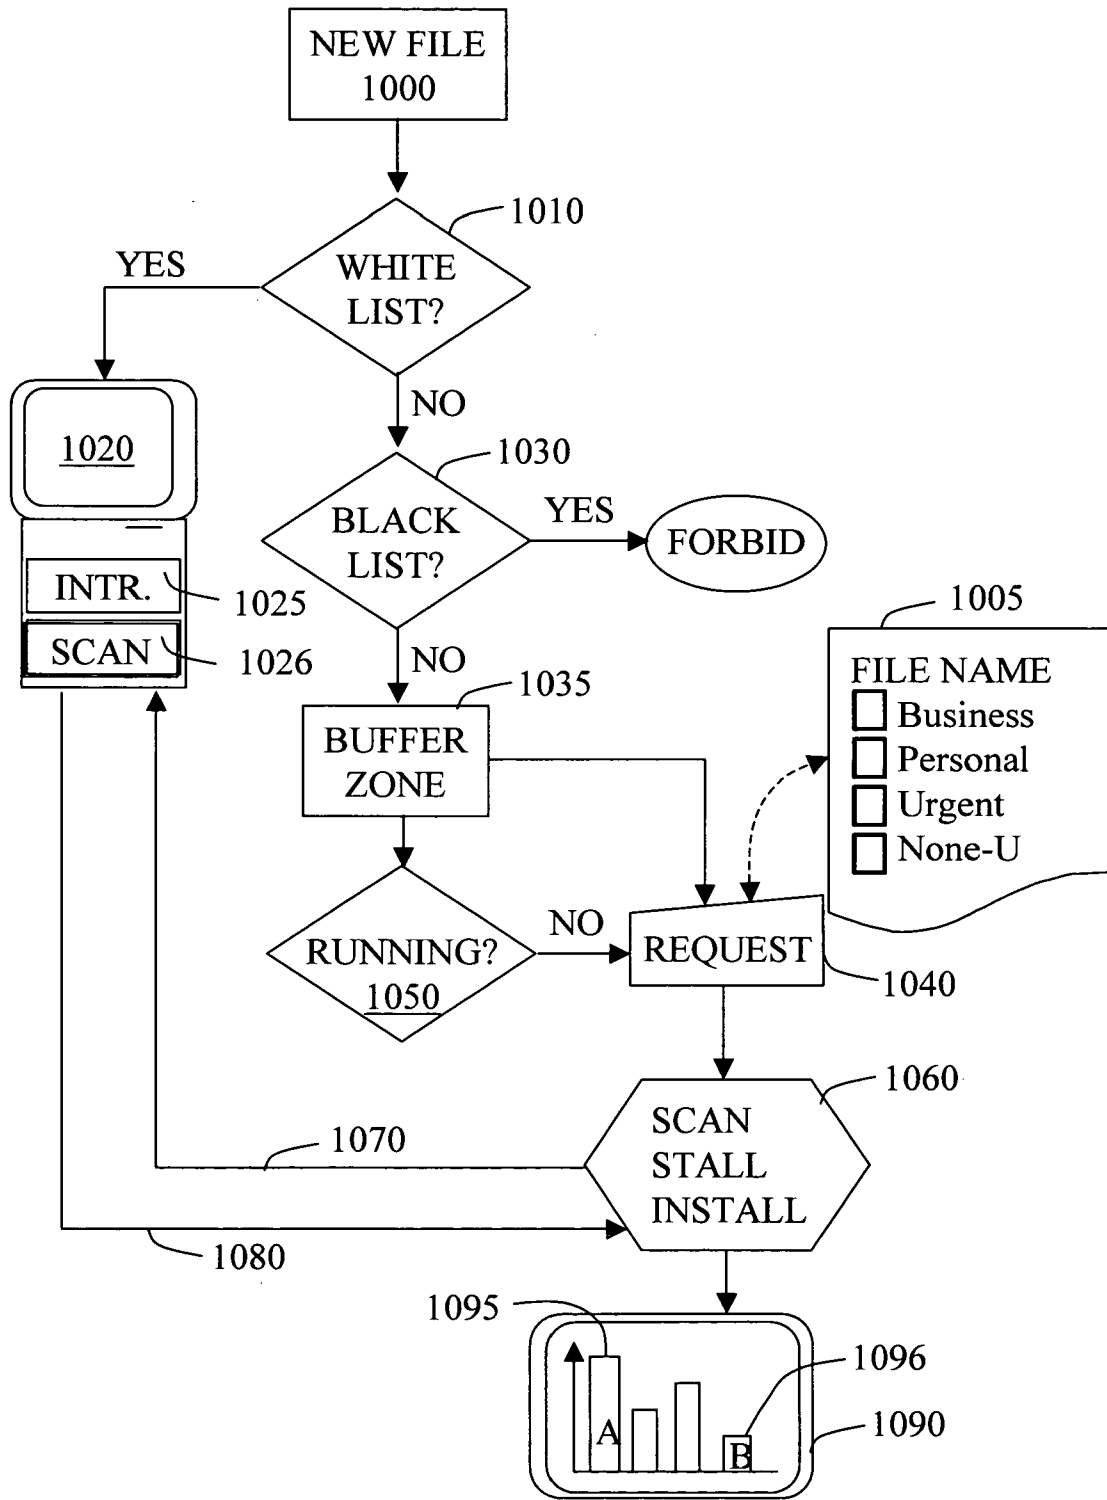 NEW FILE
1000
1010
YES
WHITE
LIST?
NO
1020
1030
BLACK
LIST?
YES
FORBID
INTR.
1025
SCAN
1026
NO
1005
FILE NAME
Business
Personal
Urgent
None-U
1035
BUFFER
ZONE
RUNNING?
1050
NO
REQUEST
1040
1060
SCAN
STALL
INSTALL
1070
1080
1095
1096
A
B
1090